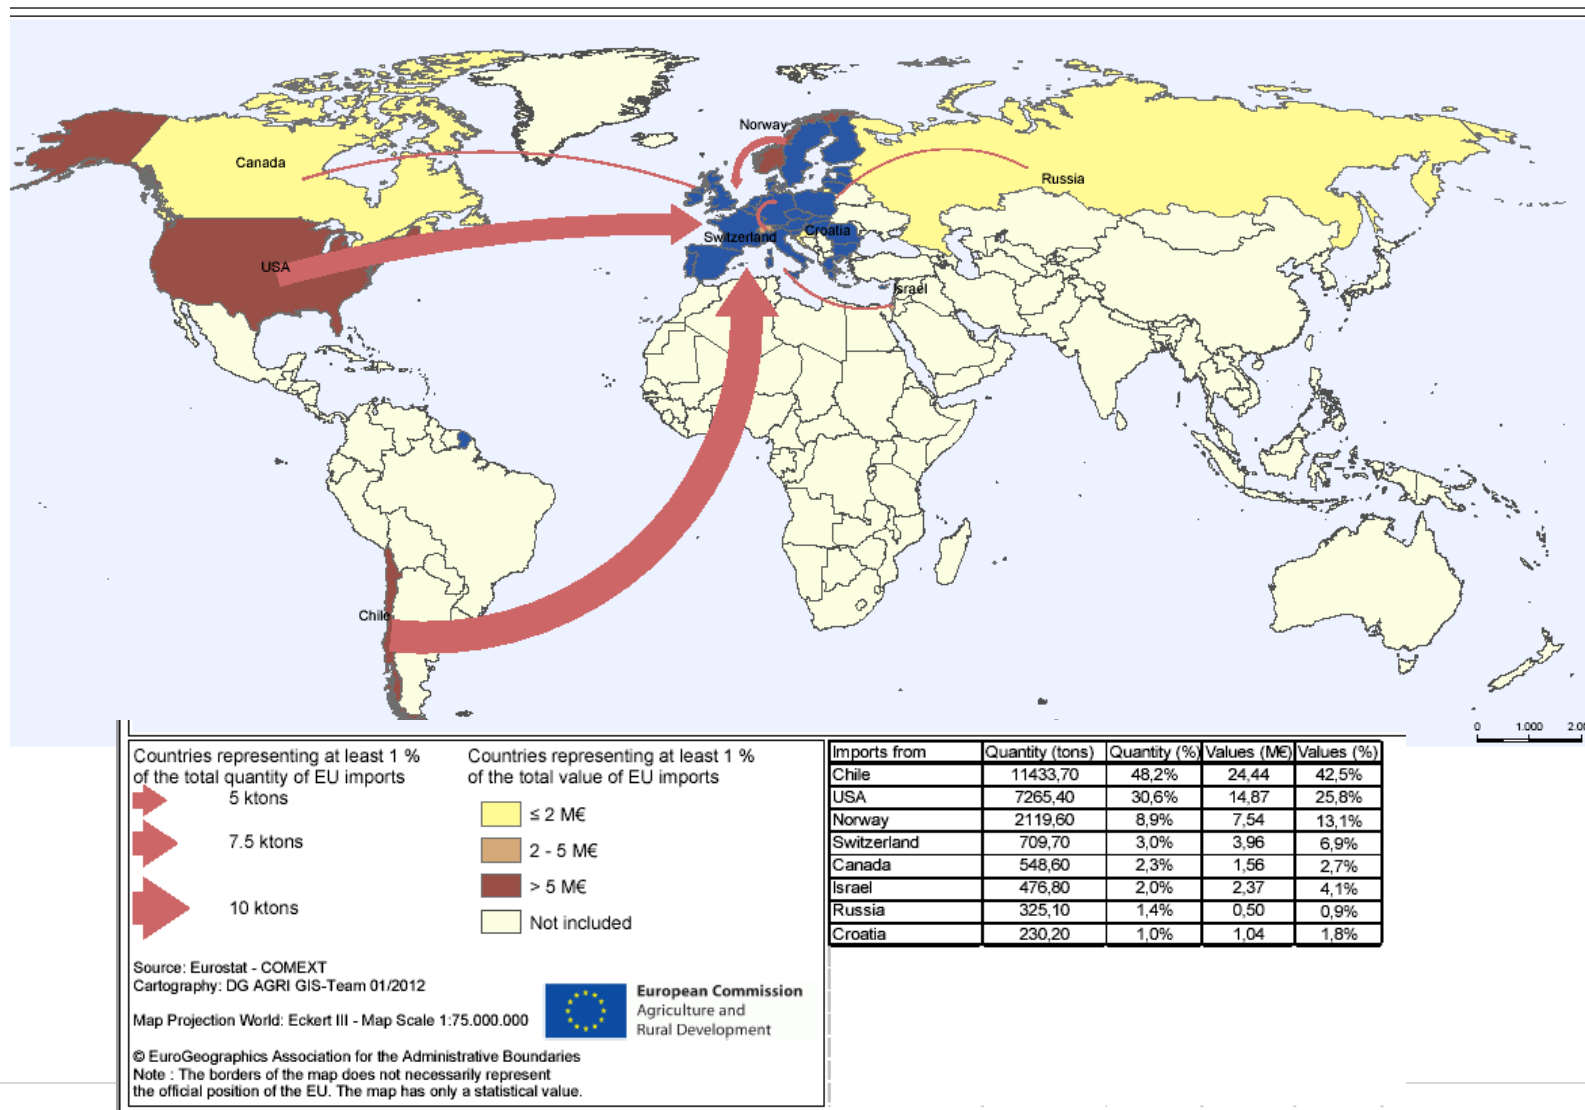 Norway
Canada
Russia
Switzerland
Croatia
USA
Israel
Chile
0 1.000 2.00
Countries representing at least 1 %
of the total quantity of EU imports
5 ktons
7.5 ktons
10 ktons
Countries representing at least 1 %
of the total value of EU imports
≤ 2 M€
2 - 5 M€
> 5 M€
Not included
Imports from Quantity (tons) Quantity (%) Values (M€) Values (%)
Chile 11433,70 48,2% 24,44 42,5%
USA 7265,40 30,6% 14,87 25,8%
Norway 2119,60 8,9% 7,54 13,1%
Switzerland 709,70 3,0% 3,96 6,9%
Canada 548,60 2,3% 1,56 2,7%
Israel 476,80 2,0% 2,37 4,1%
Russia 325,10 1,4% 0,50 0,9%
Croatia 230,20 1,0% 1,04 1,8%
Source: Eurostat - COMEXT
Cartography: DG AGRI GIS-Team 01/2012
Map Projection World: Eckert III - Map Scale 1:75.000.000
European Commission
Agriculture and
Rural Development
© EuroGeographics Association for the Administrative Boundaries
Note : The borders of the map does not necessarily represent
the official position of the EU. The map has only a statistical value.